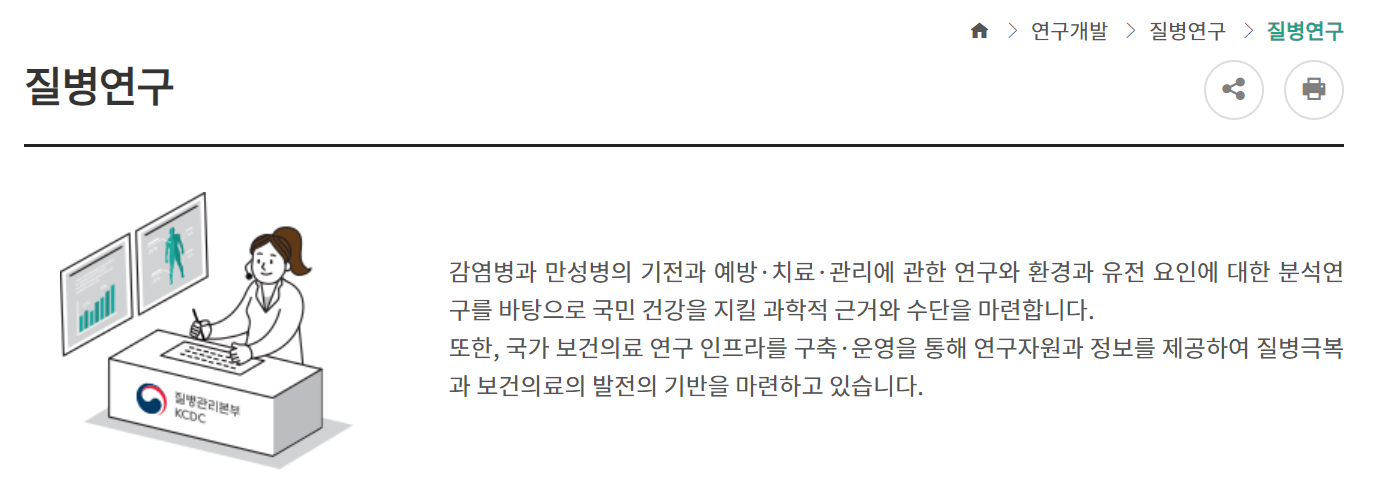 연구개발 > 질병연구 > 질병연구
질병연구
감염병과 만성병의 기전과 예방·치료·관리에 관한 연구와 환경과 유전 요인에 대한 분석연
구를 바탕으로 국민 건강을 지킬 과학적 근거와 수단을 마련합니다.
또한, 국가 보건의료 연구 인프라를 구축·운영을 통해 연구자원과 정보를 제공하여 질병극복
과 보건의료의 발전의 기반을 마련하고 있습니다.
질병관리본부
KCDC